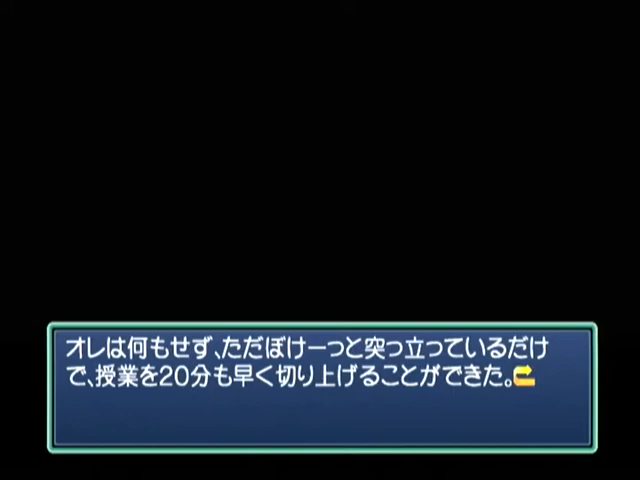 オレは何もせず、ただぼけーっと突っ立っているだけ
で、授業を20分も早く切り上げることができた。